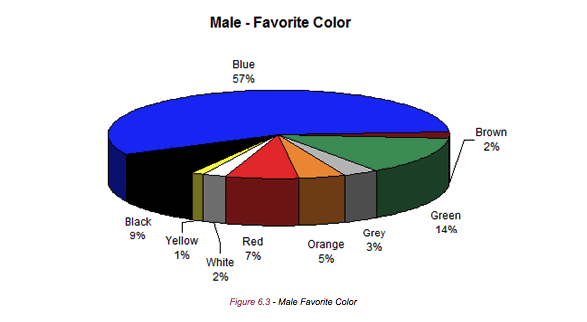 Male - Favorite Color
Blue
57%
Brown
2%
Green
14%
Grey
3%
Orange
5%
Red
7%
White
2%
Yellow
1%
Black
9%
Figure 6.3 - Male Favorite Color